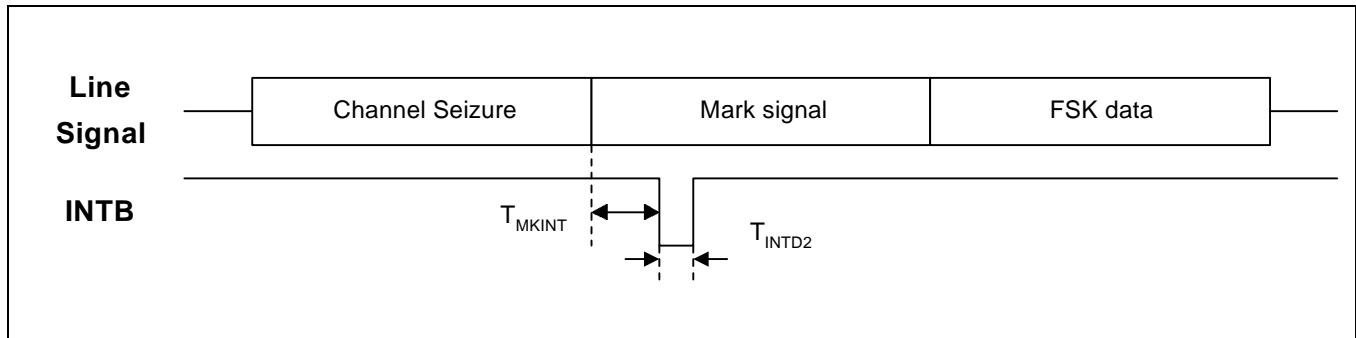 Line
Signal
Channel Seizure
Mark signal
FSK data
INTB
TMKINT
TINTD2